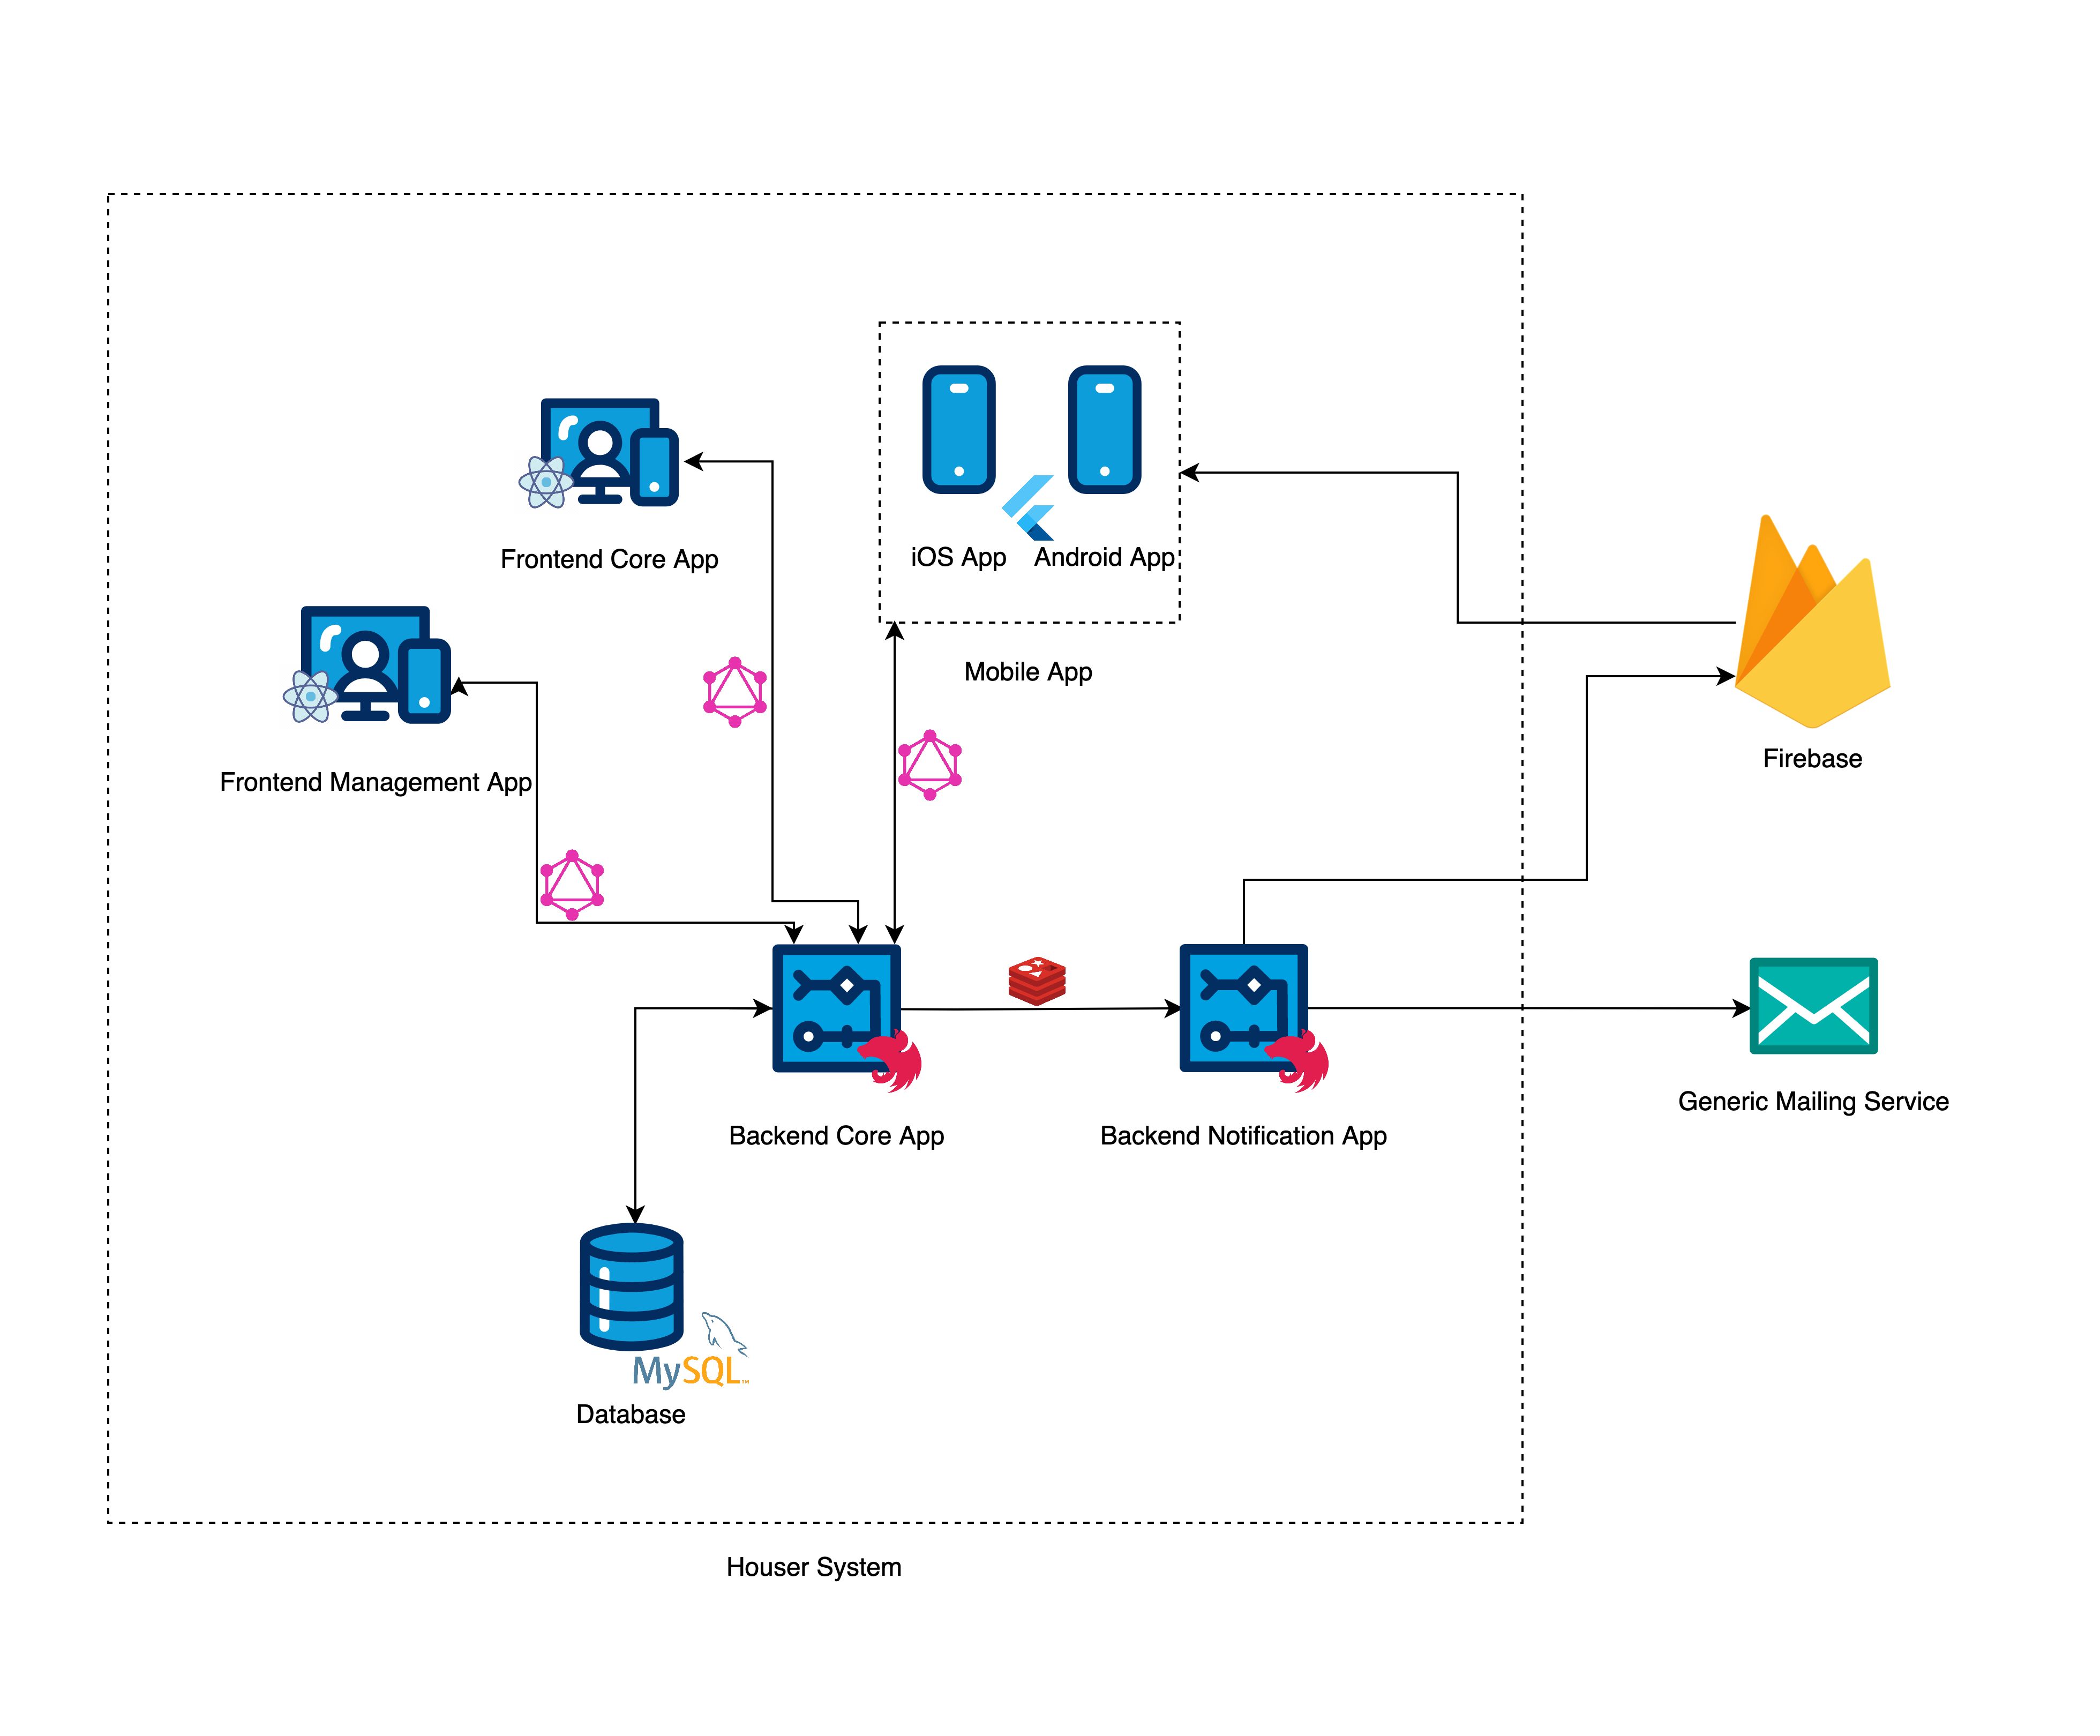 Frontend Core App
iOS App
Android App
Mobile App
Frontend Management App
Firebase
Backend Core App
Backend Notification App
Generic Mailing Service
MySQL™
Database
Houser System